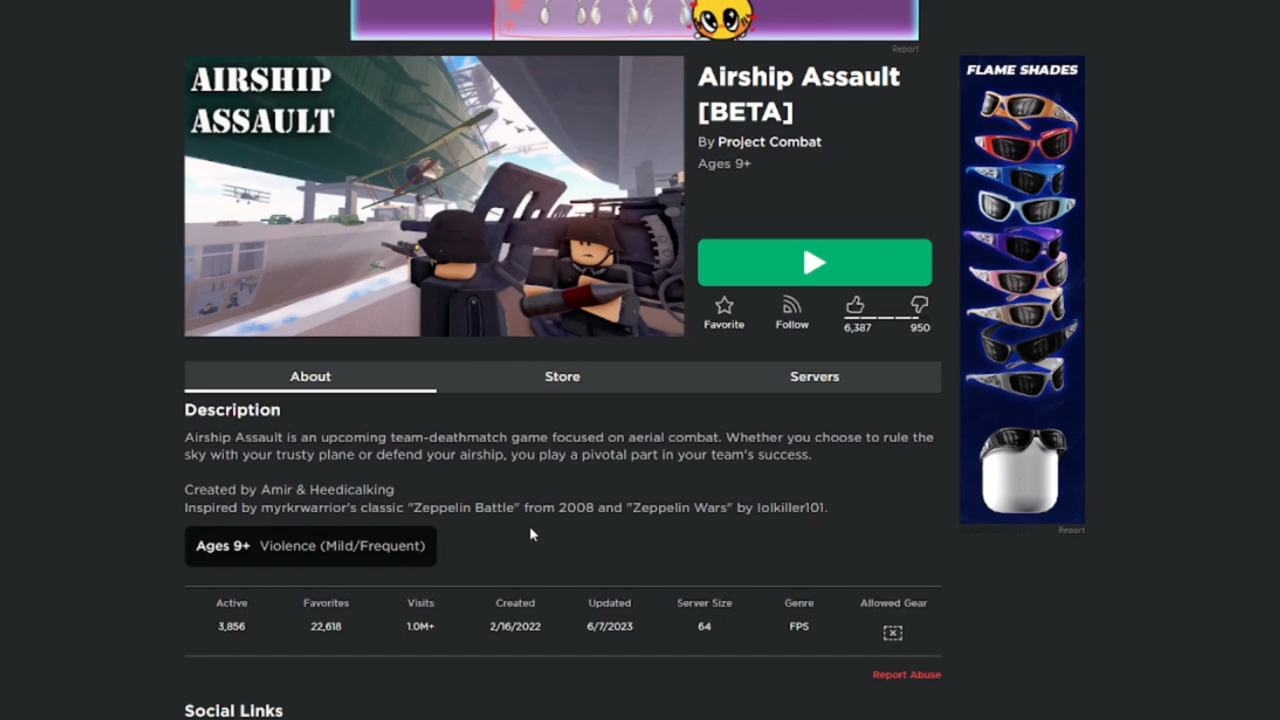 Report
AIRSHIP
ASSAULT
Airship Assault
[BETA]
By Project Combat
Ages 9+
Favorite
Follow
6,387
950
FLAME SHADES
Report
About
Store
Servers
Description
Airship Assault is an upcoming team-deathmatch game focused on aerial combat. Whether you choose to rule the
sky with your trusty plane or defend your airship, you play a pivotal part in your team's success.
Created by Amir & Heedicalking
Inspired by myrkrwarrior's classic "Zeppelin Battle" from 2008 and "Zeppelin Wars" by lolkiller101.
Ages 9+ Violence (Mild/Frequent)
Active Favorites Visits Created Updated Server Size Genre Allowed Gear
3,856 22,618 1.0M+ 2/16/2022 6/7/2023 64 FPS
Report Abuse
Social Links